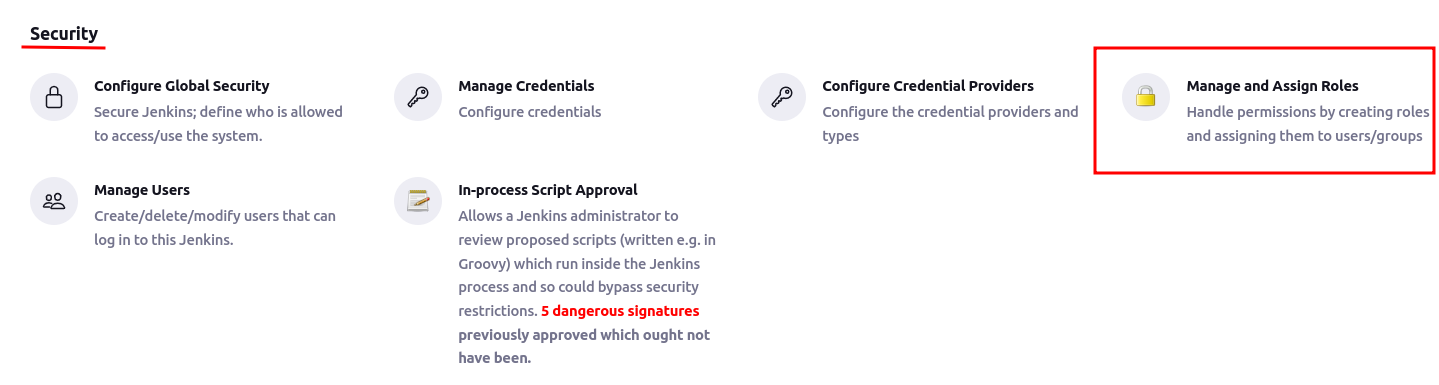 Security
Configure Global Security
Secure Jenkins; define who is allowed
to access/use the system.
Manage Credentials
Configure credentials
Configure Credential Providers
Configure the credential providers and
types
Manage and Assign Roles
Handle permissions by creating roles
and assigning them to users/groups
Manage Users
Create/delete/modify users that can
log in to this Jenkins.
In-process Script Approval
Allows a Jenkins administrator to
review proposed scripts (written e.g. in
Groovy) which run inside the Jenkins
process and so could bypass security
restrictions. 5 dangerous signatures
previously approved which ought not
have been.